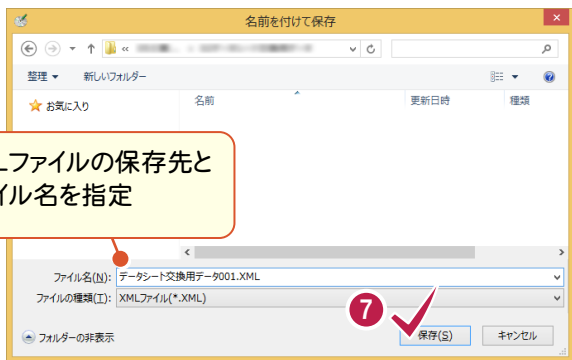 名前を付けて保存
整理 ▼ 新しいフォルダー
お気に入り 名前 更新日時 種類
Lファイルの保存先と
イル名を指定
ファイル名(N): データシート交換用データ001.XML
ファイルの種類(T): XMLファイル(*.XML)
7
フォルダーの非表示 保存(S) キャンセル